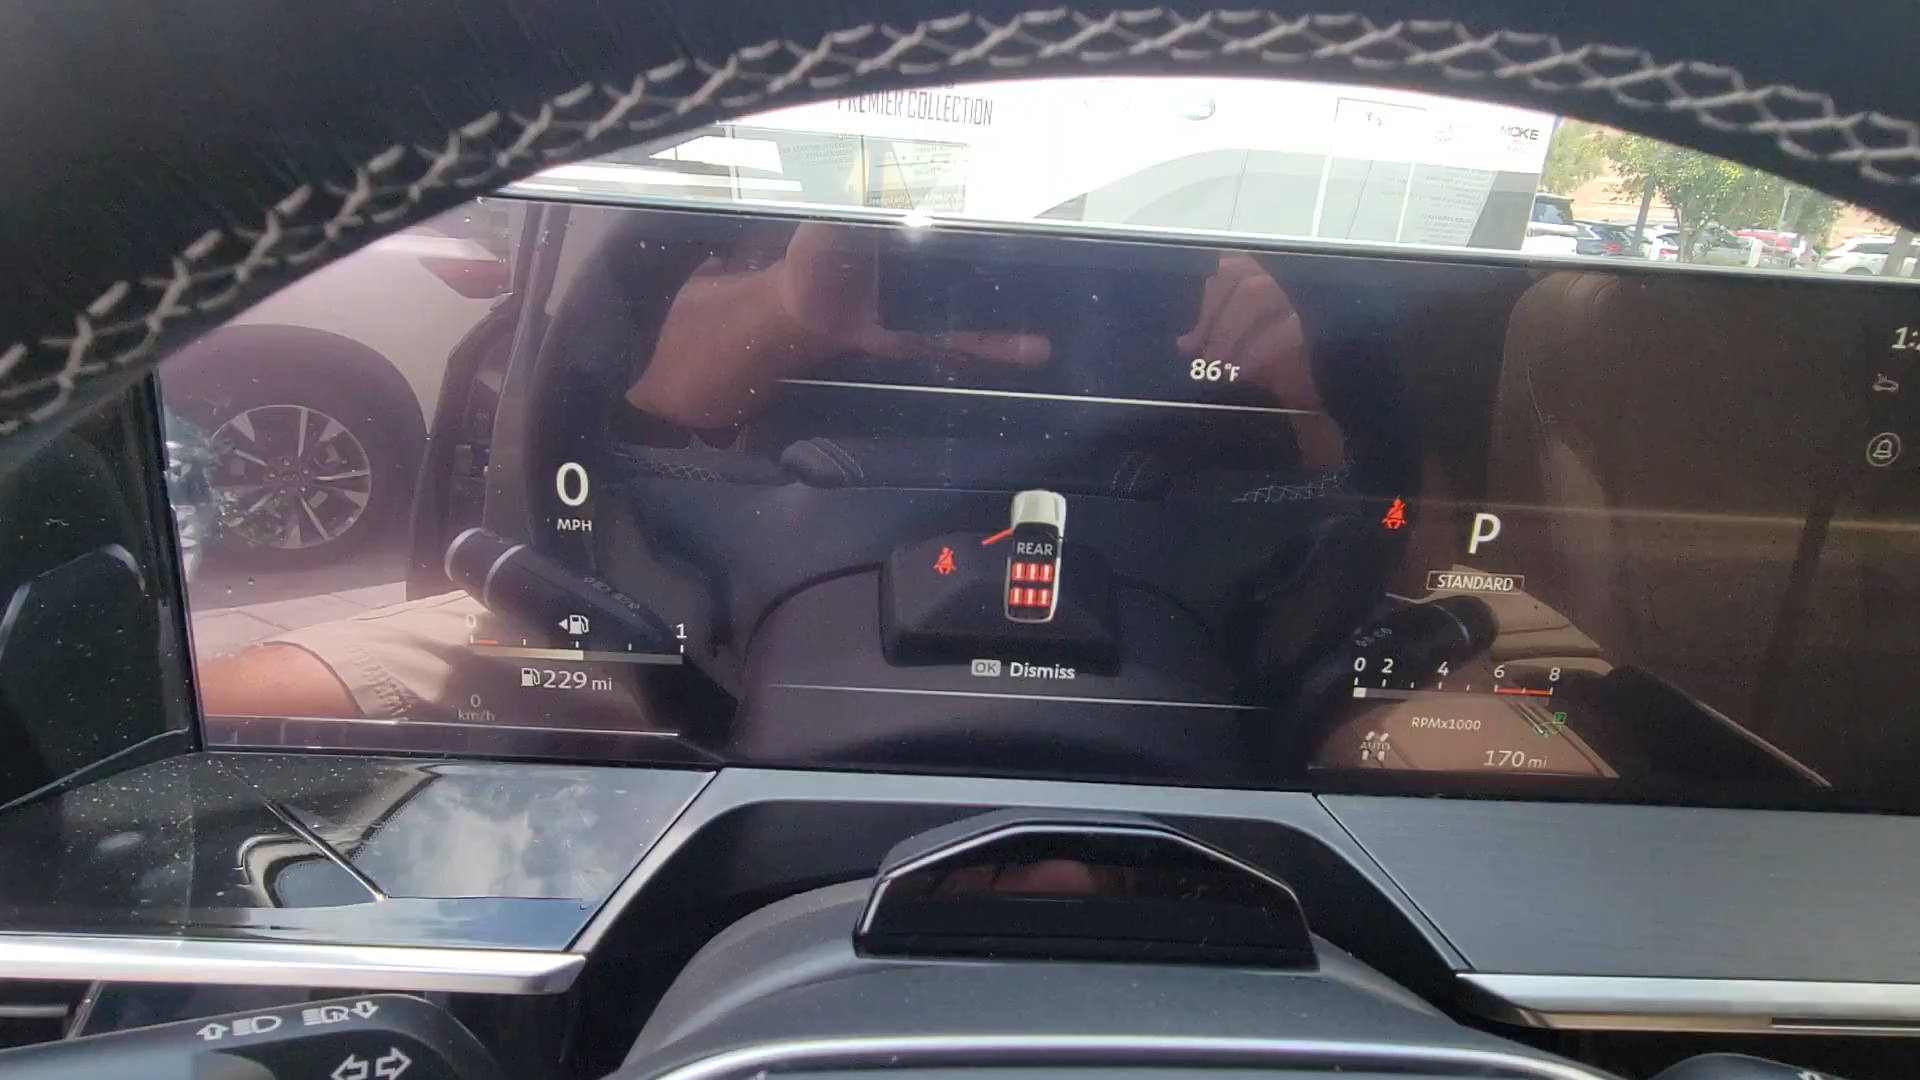 PREMIER COLLECTION
MOKE
86°F
0
MPH
REAR
P
STANDARD
0
1
229 mi
0
km/h
OK Dismiss
0 2 4 6 8
RPMx1000
AUTO
170 mi